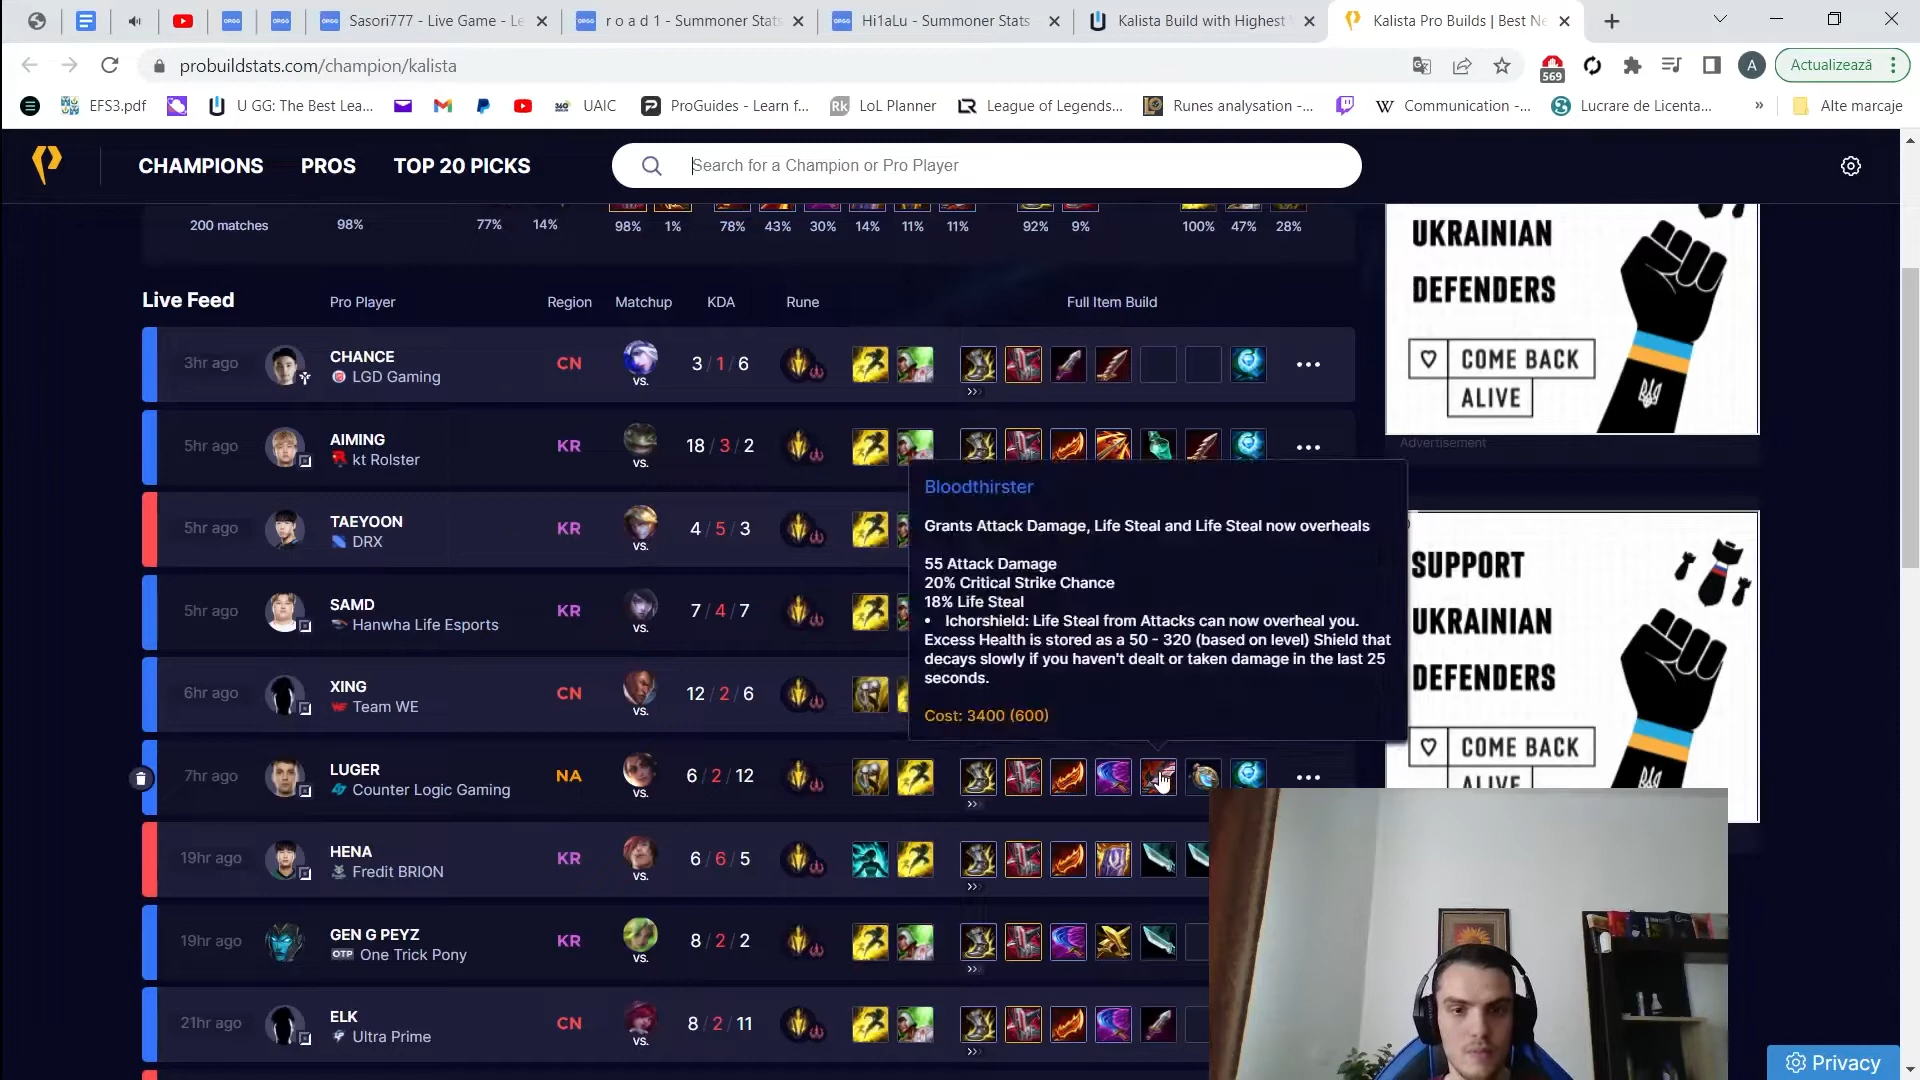 Sasori777 - Live Game - Le
r o a d 1 - Summoner Stats
Hi1aLu - Summoner Stats
Kalista Build with Highest
Kalista Pro Builds | Best Ne
probuildstats.com/champion/kalista
569
A
Actualizează
EFS3.pdf
U GG: The Best Lea...
UAIC
ProGuides - Learn f...
LoL Planner
League of Legends...
Runes analysation -...
Communication -...
Lucrare de Licenta...
»
Alte marcaje
CHAMPIONS
PROS
TOP 20 PICKS
Search for a Champion or Pro Player
200 matches
98%
77%
14%
98%
1%
78%
43%
30%
14%
11%
11%
92%
9%
100%
47%
28%
Live Feed
Pro Player
Region
Matchup
KDA
Rune
Full Item Build
3hr ago
CHANCE
LGD Gaming
CN
vs.
3 / 1 / 6
5hr ago
AIMING
kt Rolster
KR
vs.
18 / 3 / 2
5hr ago
TAEYOON
DRX
KR
vs.
4 / 5 / 3
5hr ago
SAMD
Hanwha Life Esports
KR
vs.
7 / 4 / 7
6hr ago
XING
Team WE
CN
vs.
12 / 2 / 6
7hr ago
LUGER
Counter Logic Gaming
NA
vs.
6 / 2 / 12
19hr ago
HENA
Fredit BRION
KR
vs.
6 / 6 / 5
19hr ago
GEN G PEYZ
OTP One Trick Pony
KR
vs.
8 / 2 / 2
21hr ago
ELK
Ultra Prime
CN
vs.
8 / 2 / 11
Bloodthirster
Grants Attack Damage, Life Steal and Life Steal now overheals
55 Attack Damage
20% Critical Strike Chance
18% Life Steal
• Ichorshield: Life Steal from Attacks can now overheal you.
Excess Health is stored as a 50 - 320 (based on level) Shield that
decays slowly if you haven't dealt or taken damage in the last 25
seconds.
Cost: 3400 (600)
UKRAINIAN
DEFENDERS
COME BACK
ALIVE
Advertisement
SUPPORT
UKRAINIAN
DEFENDERS
COME BACK
ALIVE
Privacy